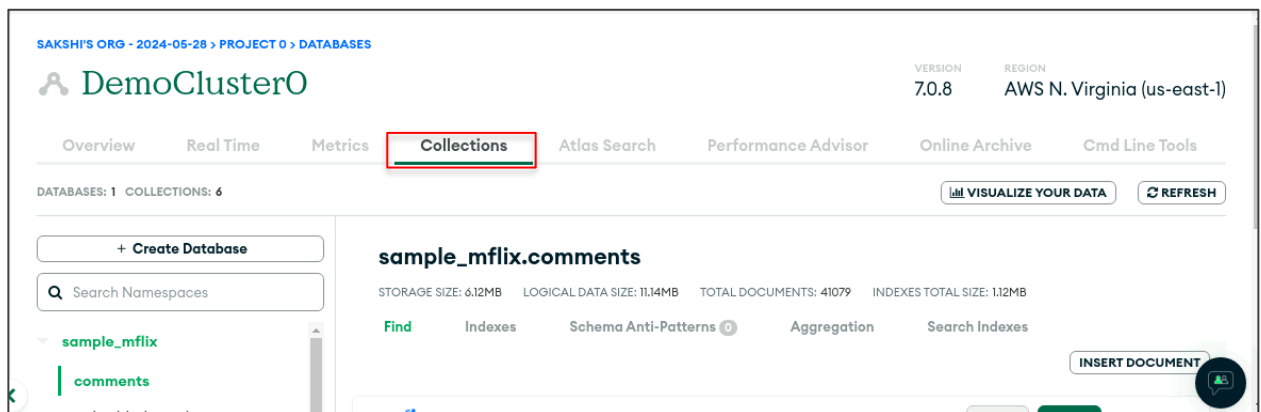 SAKSHI'S ORG - 2024-05-28 > PROJECT 0 > DATABASES
DemoCluster0
VERSION
7.0.8
REGION
AWS N. Virginia (us-east-1)
Overview Real Time Metrics Collections Atlas Search Performance Advisor Online Archive Cmd Line Tools
DATABASES: 1 COLLECTIONS: 6
VISUALIZE YOUR DATA
REFRESH
+ Create Database
Search Namespaces
sample_mflix
comments
sample_mflix.comments
STORAGE SIZE: 6.12MB LOGICAL DATA SIZE: 11.14MB TOTAL DOCUMENTS: 41079 INDEXES TOTAL SIZE: 1.12MB
Find Indexes Schema Anti-Patterns 0 Aggregation Search Indexes
INSERT DOCUMENT